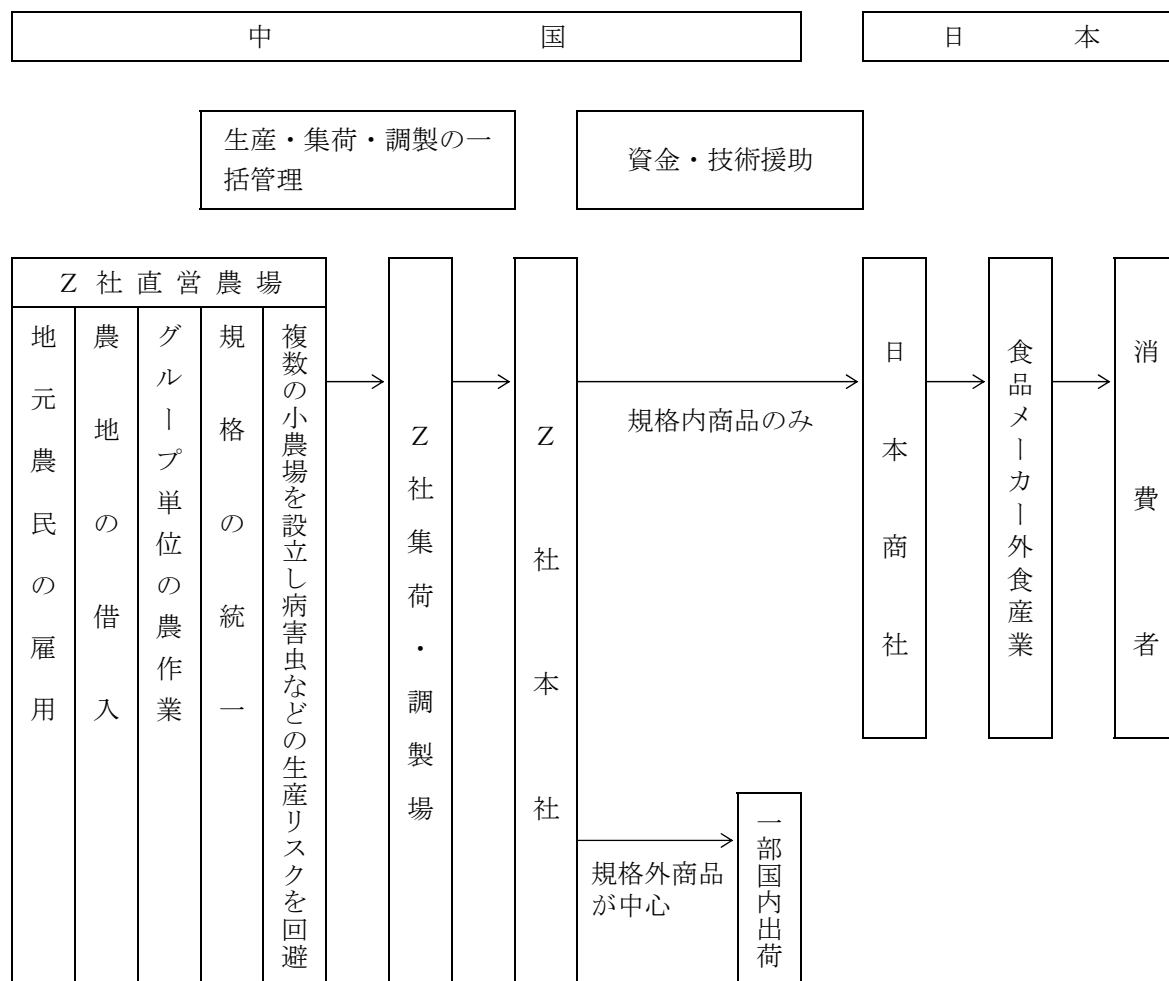 中国
日本
生産・集荷・調製の一
括管理
資金・技術援助
Z社直営農場
地元農民の雇用
農地の借入
グループ単位の農作業
規格の統一
複数の小農場を設立し病害虫などの生産リスクを回避
Z社集荷・調製場
Z社本社
規格内商品のみ
日本商社
食品メーカー外食産業
消費者
規格外商品
が中心
一部国内出荷